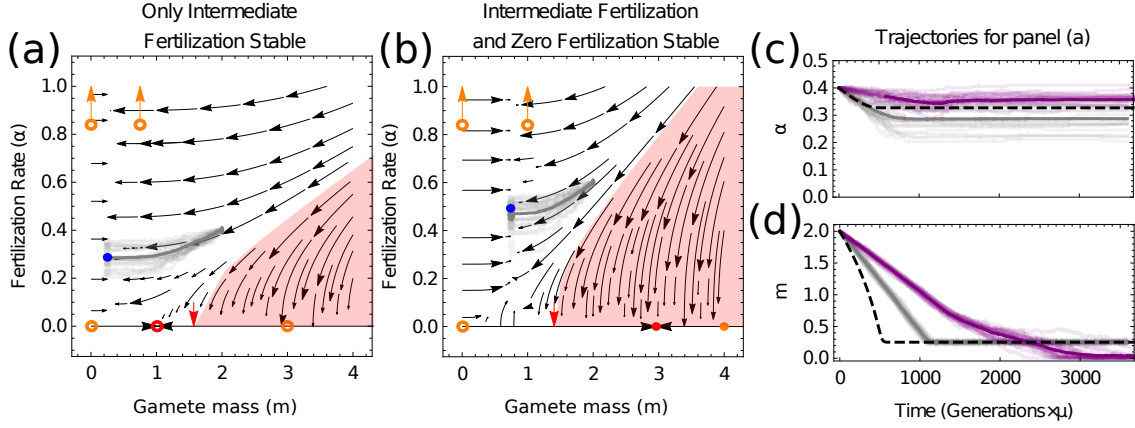 Only Intermediate
Fertilization Stable
Intermediate Fertilization
and Zero Fertilization Stable
Trajectories for panel (a)
(a)
Fertilization Rate (α)
1.0
0.8
0.6
0.4
0.2
0.0
0 1 2 3 4
Gamete mass (m)
(b)
Fertilization Rate (α)
1.0
0.8
0.6
0.4
0.2
0.0
0 1 2 3 4
Gamete mass (m)
(c)
α
0.5
0.4
0.3
0.2
0.1
0.0
(d)
m
2.0
1.5
1.0
0.5
0.0
0 1000 2000 3000
Time (Generations×μ)